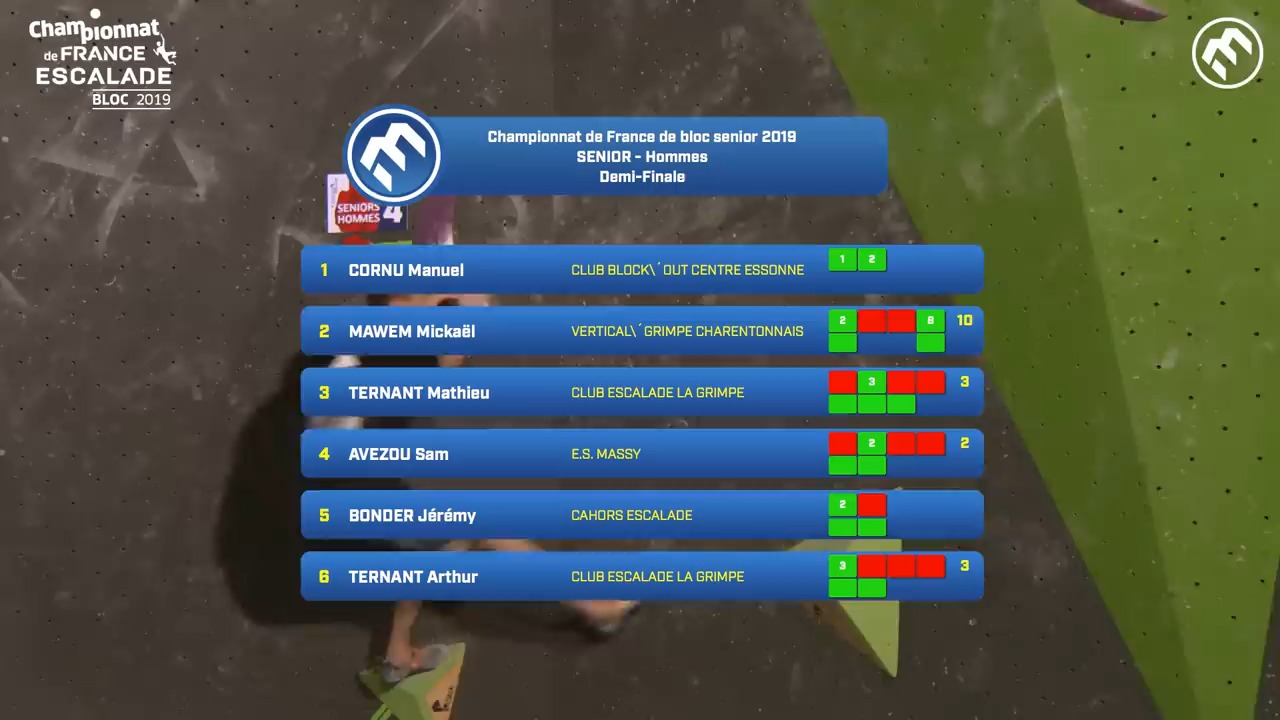 Championnat
de FRANCE
ESCALADE
BLOC 2019
Championnat de France de bloc senior 2019
SENIOR - Hommes
Demi-Finale
SENIORS
HOMMES 4
1 CORNU Manuel CLUB BLOCK\´OUT CENTRE ESSONNE 1 2
2 MAWEM Mickaël VERTICAL\´GRIMPE CHARENTONNAIS 2 8 10
3 TERNANT Mathieu CLUB ESCALADE LA GRIMPE 3 3
4 AVEZOU Sam E.S. MASSY 2 2
5 BONDER Jérémy CAHORS ESCALADE 2
6 TERNANT Arthur CLUB ESCALADE LA GRIMPE 3 3